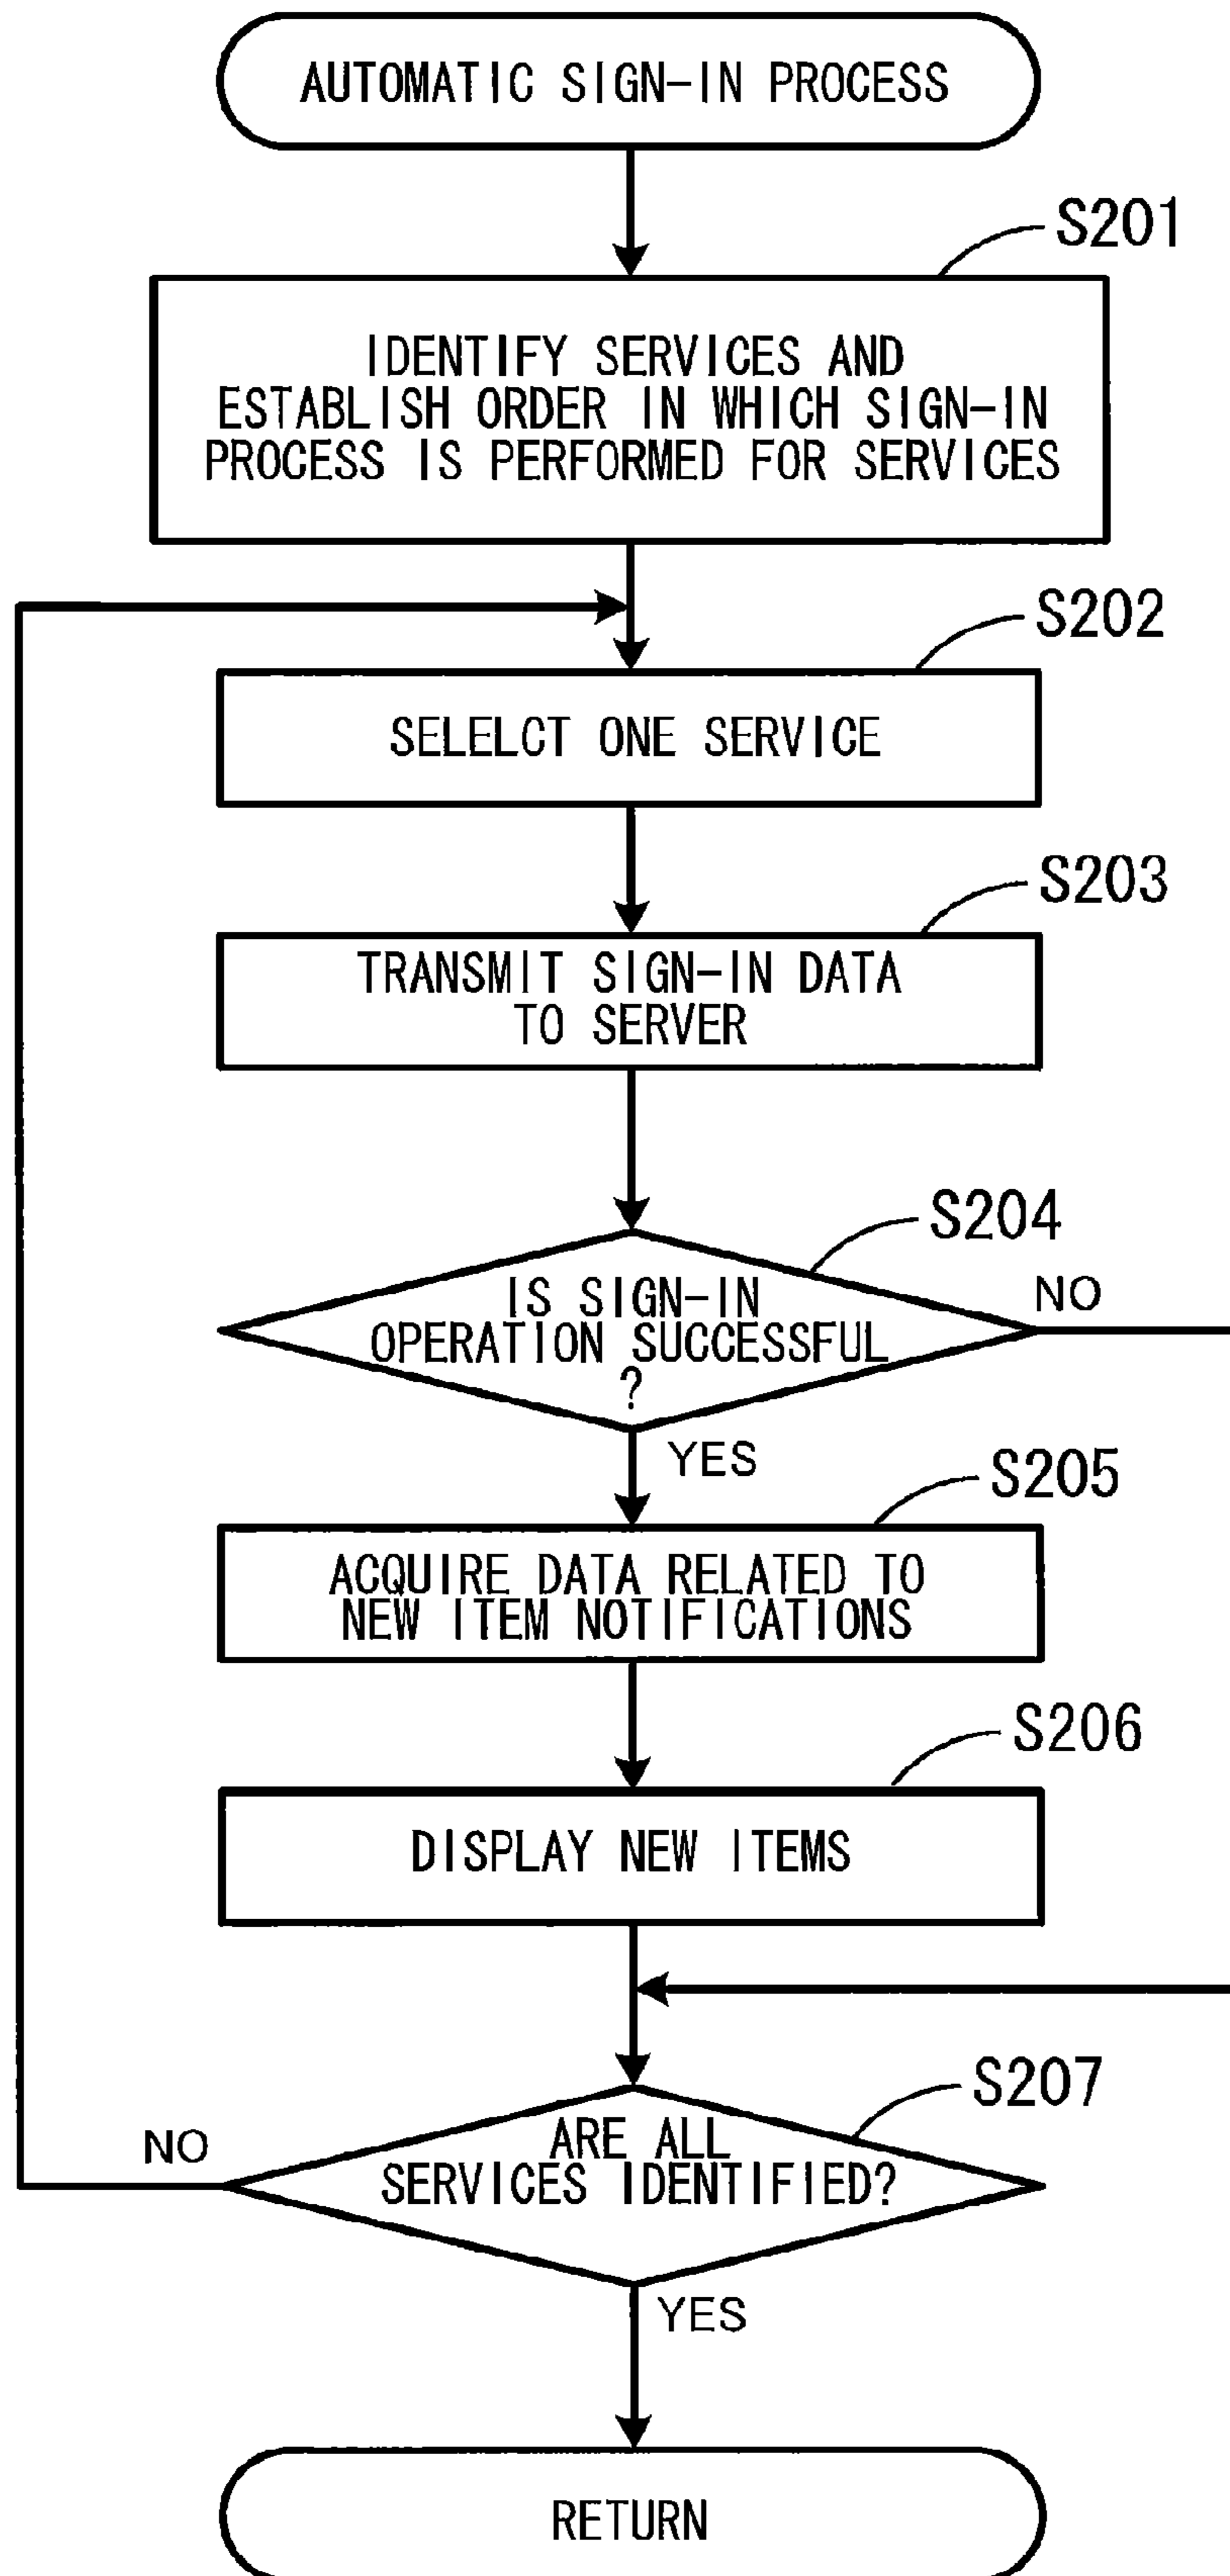 AUTOMATIC SIGN-IN PROCESS
S201
IDENTIFY SERVICES AND
ESTABLISH ORDER IN WHICH SIGN-IN
PROCESS IS PERFORMED FOR SERVICES
S202
SELELCT ONE SERVICE
S203
TRANSMIT SIGN-IN DATA
TO SERVER
S204
IS SIGN-IN
OPERATION SUCCESSFUL
?
NO
YES
S205
ACQUIRE DATA RELATED TO
NEW ITEM NOTIFICATIONS
S206
DISPLAY NEW ITEMS
S207
ARE ALL
SERVICES IDENTIFIED?
NO
YES
RETURN